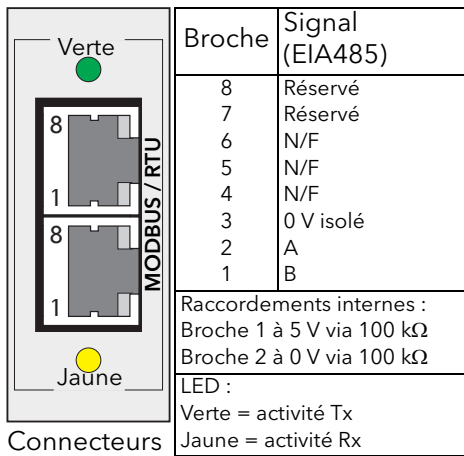 Verte
8
1
8
1
MODBUS / RTU
Jaune
Connecteurs
Broche Signal (EIA485)
8 Réservé
7 Réservé
6 N/F
5 N/F
4 N/F
3 0 V isolé
2 A
1 B
Raccordements internes :
Broche 1 à 5 V via 100 kΩ
Broche 2 à 0 V via 100 kΩ
LED :
Verte = activité Tx
Jaune = activité Rx